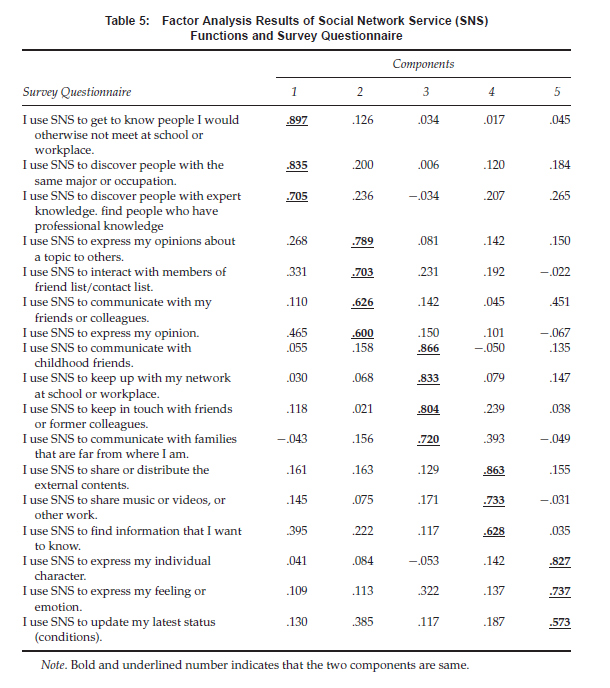 Table 5: Factor Analysis Results of Social Network Service (SNS)
Functions and Survey Questionnaire
Components
Survey Questionnaire 1 2 3 4 5
I use SNS to get to know people I would .897 .126 .034 .017 .045
otherwise not meet at school or
workplace.
I use SNS to discover people with the .835 .200 .006 .120 .184
same major or occupation.
I use SNS to discover people with expert .705 .236 −.034 .207 .265
knowledge. find people who have
professional knowledge
I use SNS to express my opinions about .268 .789 .081 .142 .150
a topic to others.
I use SNS to interact with members of .331 .703 .231 .192 −.022
friend list/contact list.
I use SNS to communicate with my .110 .626 .142 .045 .451
friends or colleagues.
I use SNS to express my opinion. .465 .600 .150 .101 −.067
I use SNS to communicate with .055 .158 .866 −.050 .135
childhood friends.
I use SNS to keep up with my network .030 .068 .833 .079 .147
at school or workplace.
I use SNS to keep in touch with friends .118 .021 .804 .239 .038
or former colleagues.
I use SNS to communicate with families −.043 .156 .720 .393 −.049
that are far from where I am.
I use SNS to share or distribute the .161 .163 .129 .863 .155
external contents.
I use SNS to share music or videos, or .145 .075 .171 .733 −.031
other work.
I use SNS to find information that I want .395 .222 .117 .628 .035
to know.
I use SNS to express my individual .041 .084 −.053 .142 .827
character.
I use SNS to express my feeling or .109 .113 .322 .137 .737
emotion.
I use SNS to update my latest status .130 .385 .117 .187 .573
(conditions).
Note. Bold and underlined number indicates that the two components are same.